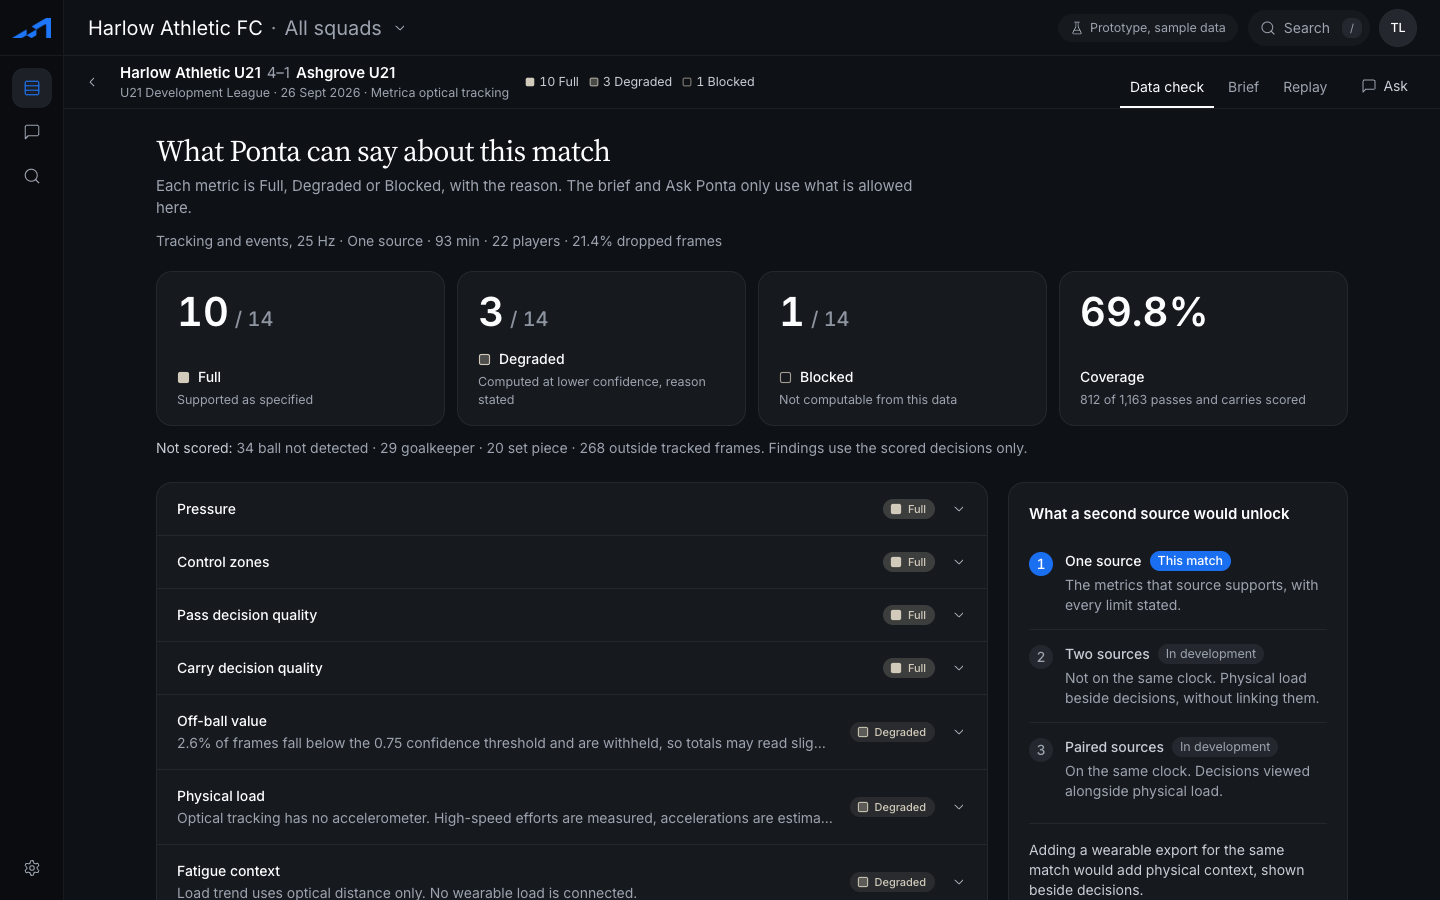 Harlow Athletic FC · All squads
Prototype, sample data
Search /
TL
Harlow Athletic U21 4–1 Ashgrove U21
U21 Development League · 26 Sept 2026 · Metrica optical tracking
10 Full 3 Degraded 1 Blocked
Data check Brief Replay Ask
What Ponta can say about this match
Each metric is Full, Degraded or Blocked, with the reason. The brief and Ask Ponta only use what is allowed
here.
Tracking and events, 25 Hz · One source · 93 min · 22 players · 21.4% dropped frames
10 / 14
Full
Supported as specified
3 / 14
Degraded
Computed at lower confidence, reason
stated
1 / 14
Blocked
Not computable from this data
69.8%
Coverage
812 of 1,163 passes and carries scored
Not scored: 34 ball not detected · 29 goalkeeper · 20 set piece · 268 outside tracked frames. Findings use the scored decisions only.
Pressure Full
Control zones Full
Pass decision quality Full
Carry decision quality Full
Off-ball value
2.6% of frames fall below the 0.75 confidence threshold and are withheld, so totals may read slig...
Degraded
Physical load
Optical tracking has no accelerometer. High-speed efforts are measured, accelerations are estima...
Degraded
Fatigue context
Load trend uses optical distance only. No wearable load is connected.
Degraded
What a second source would unlock
1 One source This match
The metrics that source supports, with
every limit stated.
2 Two sources In development
Not on the same clock. Physical load
beside decisions, without linking them.
3 Paired sources In development
On the same clock. Decisions viewed
alongside physical load.
Adding a wearable export for the same
match would add physical context, shown
beside decisions.